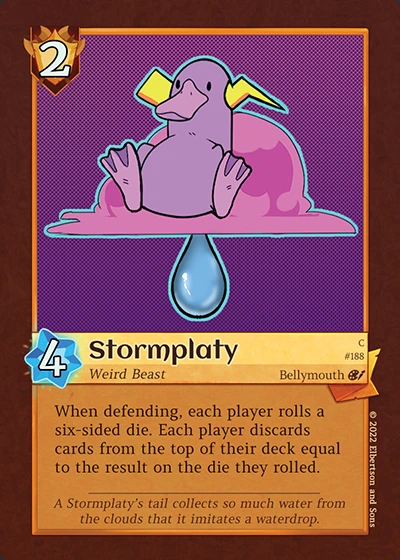 2
4
Stormplaty
C
#188
Weird Beast
Bellymouth
When defending, each player rolls a
six-sided die. Each player discards
cards from the top of their deck equal
to the result on the die they rolled.
A Stormplaty's tail collects so much water from
the clouds that it imitates a waterdrop.
© 2022 Elbertson and Sons